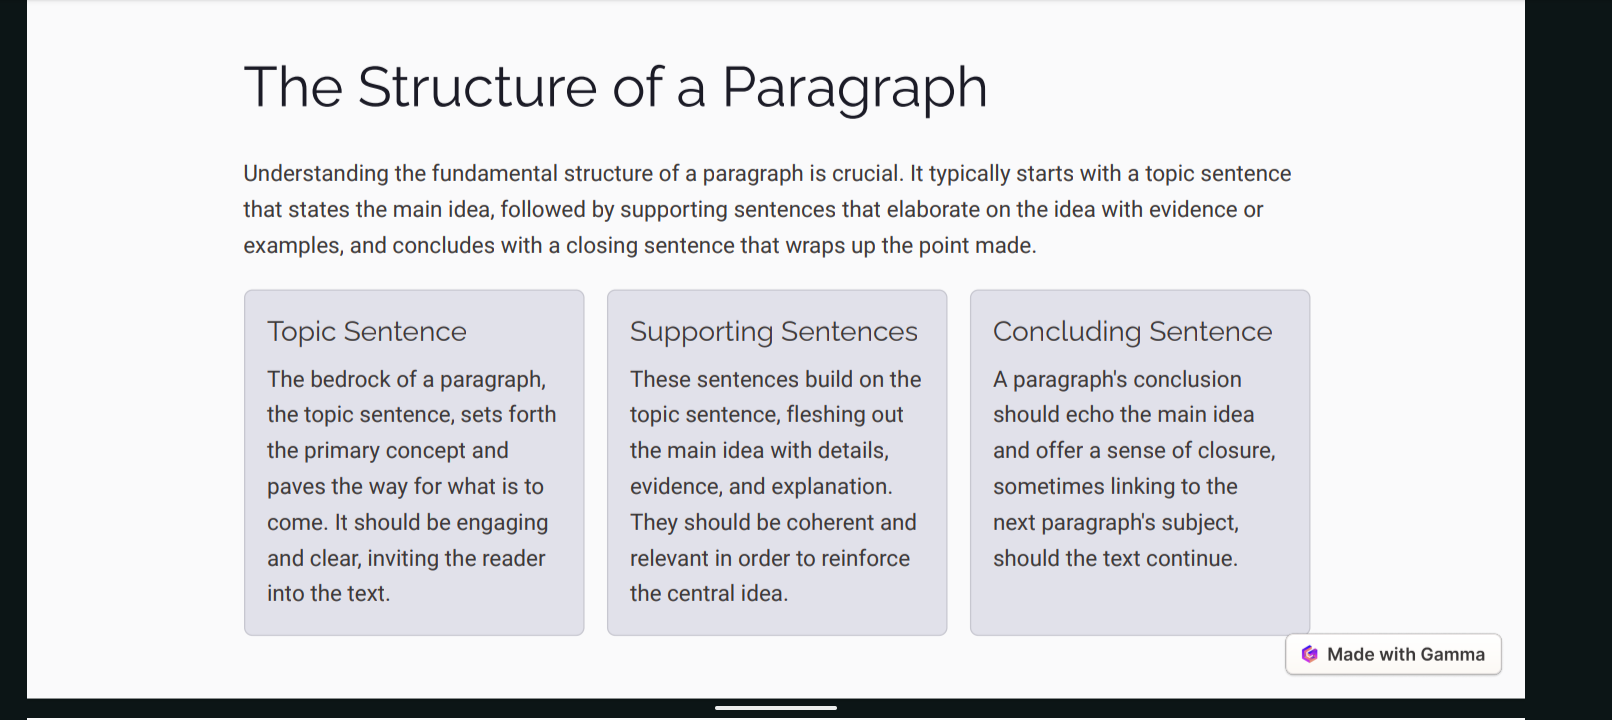 The Structure of a Paragraph
Understanding the fundamental structure of a paragraph is crucial. It typically starts with a topic sentence
that states the main idea, followed by supporting sentences that elaborate on the idea with evidence or
examples, and concludes with a closing sentence that wraps up the point made.
Topic Sentence
The bedrock of a paragraph,
the topic sentence, sets forth
the primary concept and
paves the way for what is to
come. It should be engaging
and clear, inviting the reader
into the text.
Supporting Sentences
These sentences build on the
topic sentence, fleshing out
the main idea with details,
evidence, and explanation.
They should be coherent and
relevant in order to reinforce
the central idea.
Concluding Sentence
A paragraph's conclusion
should echo the main idea
and offer a sense of closure,
sometimes linking to the
next paragraph's subject,
should the text continue.
Made with Gamma